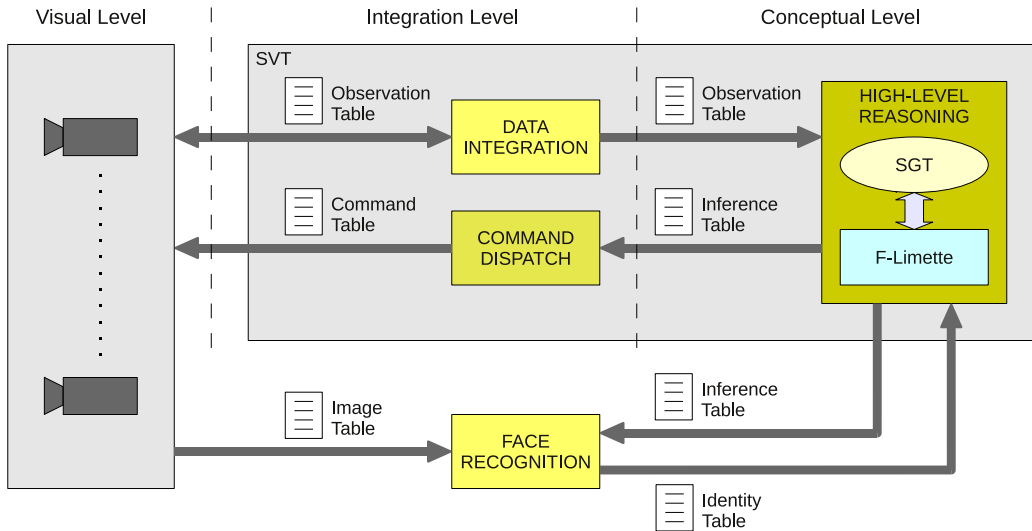 Visual Level
Integration Level
Conceptual Level
SVT
Observation
Table
Observation
Table
HIGH-LEVEL
REASONING
DATA
INTEGRATION
SGT
Command
Table
Inference
Table
COMMAND
DISPATCH
F-Limette
Image
Table
Inference
Table
FACE
RECOGNITION
Identity
Table